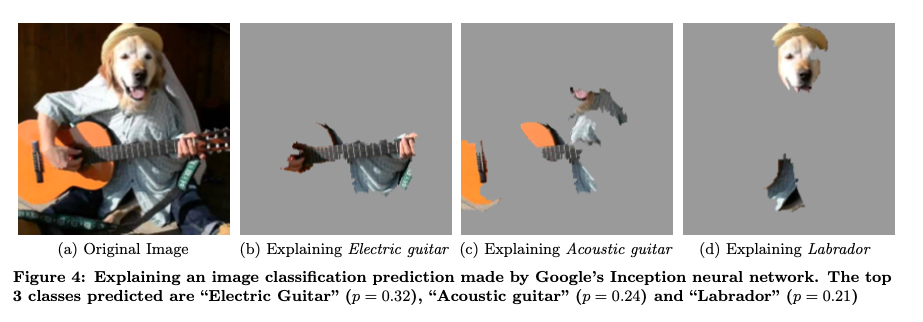 (a) Original Image
(b) Explaining Electric guitar
(c) Explaining Acoustic guitar
(d) Explaining Labrador
Figure 4: Explaining an image classification prediction made by Google's Inception neural network. The top
3 classes predicted are “Electric Guitar” (p = 0.32), “Acoustic guitar” (p = 0.24) and “Labrador” (p = 0.21)